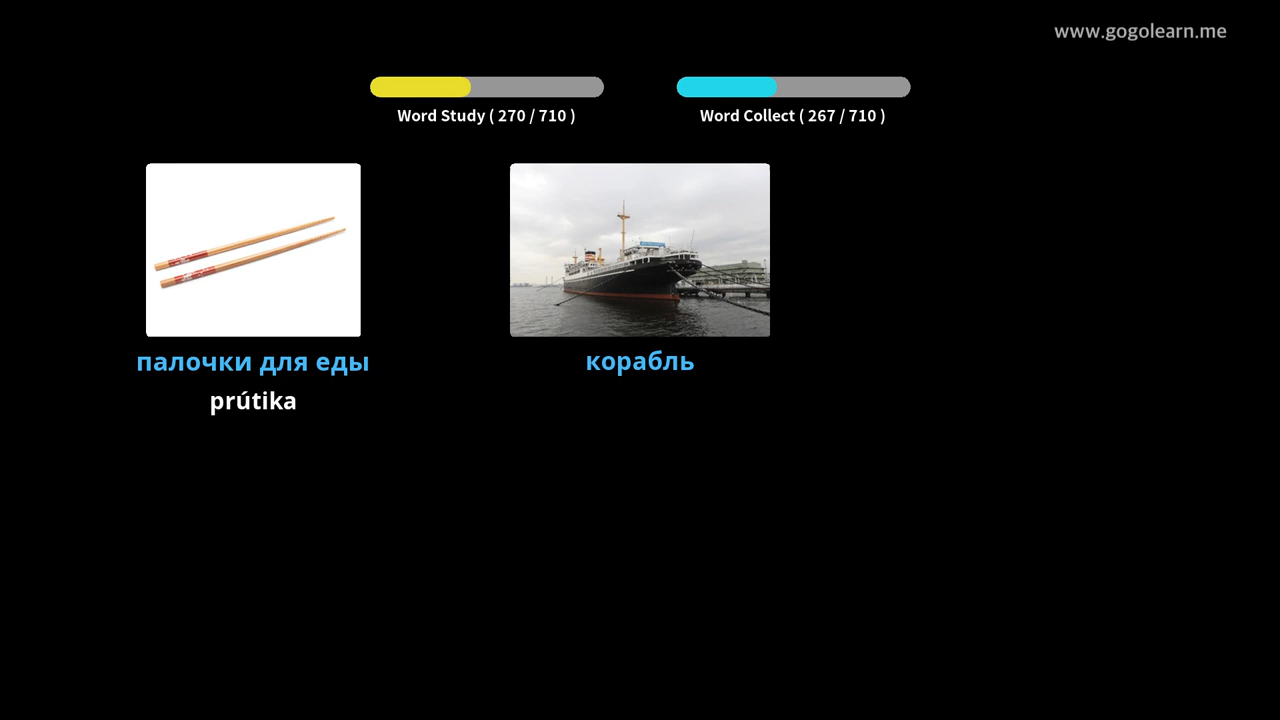 www.gogolearn.me
Word Study ( 270 / 710 )
Word Collect ( 267 / 710 )
палочки для еды
корабль
prútika